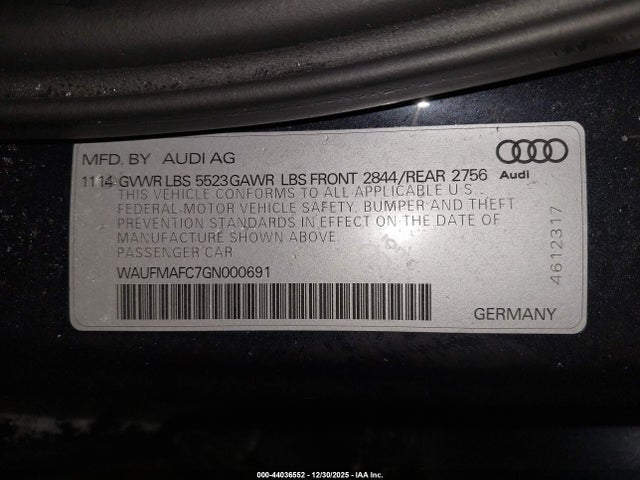 MFD. BY AUDI AG
1114 GVWR LBS 5523 GAWR LBS FRONT 2844/REAR 2756 Audi
THIS VEHICLE CONFORMS TO ALL APPLICABLE U.S.
FEDERAL MOTOR VEHICLE SAFETY, BUMPER AND THEFT
PREVENTION STANDARDS IN EFFECT ON THE DATE OF
MANUFACTURE SHOWN ABOVE.
PASSENGER CAR
WAUFMAFC7GN000691
4612317
GERMANY
000-44036552 - 12/30/2025 - IAA Inc.